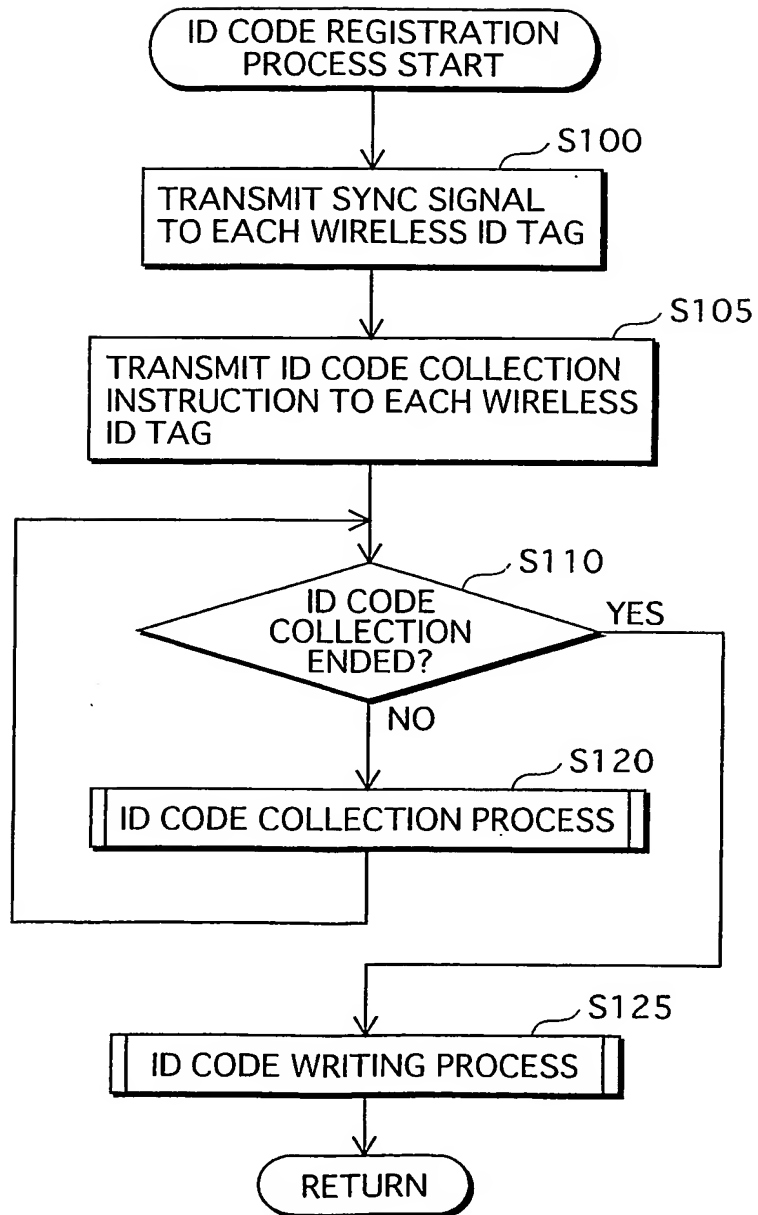 ID CODE REGISTRATION
PROCESS START
S100
TRANSMIT SYNC SIGNAL
TO EACH WIRELESS ID TAG
S105
TRANSMIT ID CODE COLLECTION
INSTRUCTION TO EACH WIRELESS
ID TAG
S110
ID CODE
COLLECTION
ENDED?
YES
NO
S120
ID CODE COLLECTION PROCESS
S125
ID CODE WRITING PROCESS
RETURN